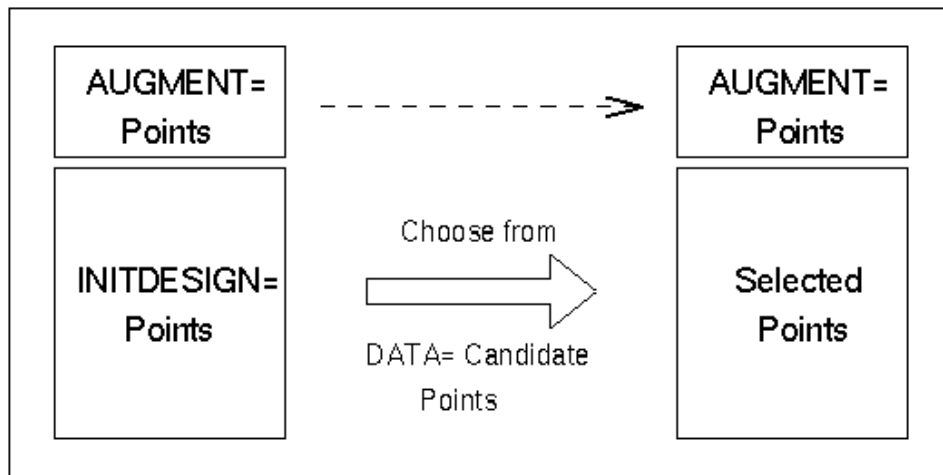 AUGMENT=
Points
AUGMENT=
Points
INITDESIGN=
Points
Choose from
DATA= Candidate
Points
Selected
Points